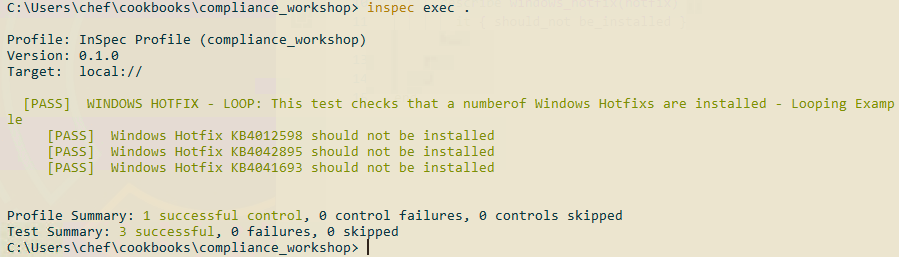 C:\Users\chef\cookbooks\compliance_workshop> inspec exec .
Profile: InSpec Profile (compliance_workshop)
Version: 0.1.0
Target:  local://
[PASS]  WINDOWS HOTFIX - LOOP: This test checks that a numberof Windows Hotfixs are installed - Looping Examp
le
[PASS]  Windows Hotfix KB4012598 should not be installed
[PASS]  Windows Hotfix KB4042895 should not be installed
[PASS]  Windows Hotfix KB4041693 should not be installed
Profile Summary: 1 successful control, 0 control failures, 0 controls skipped
Test Summary: 3 successful, 0 failures, 0 skipped
C:\Users\chef\cookbooks\compliance_workshop>